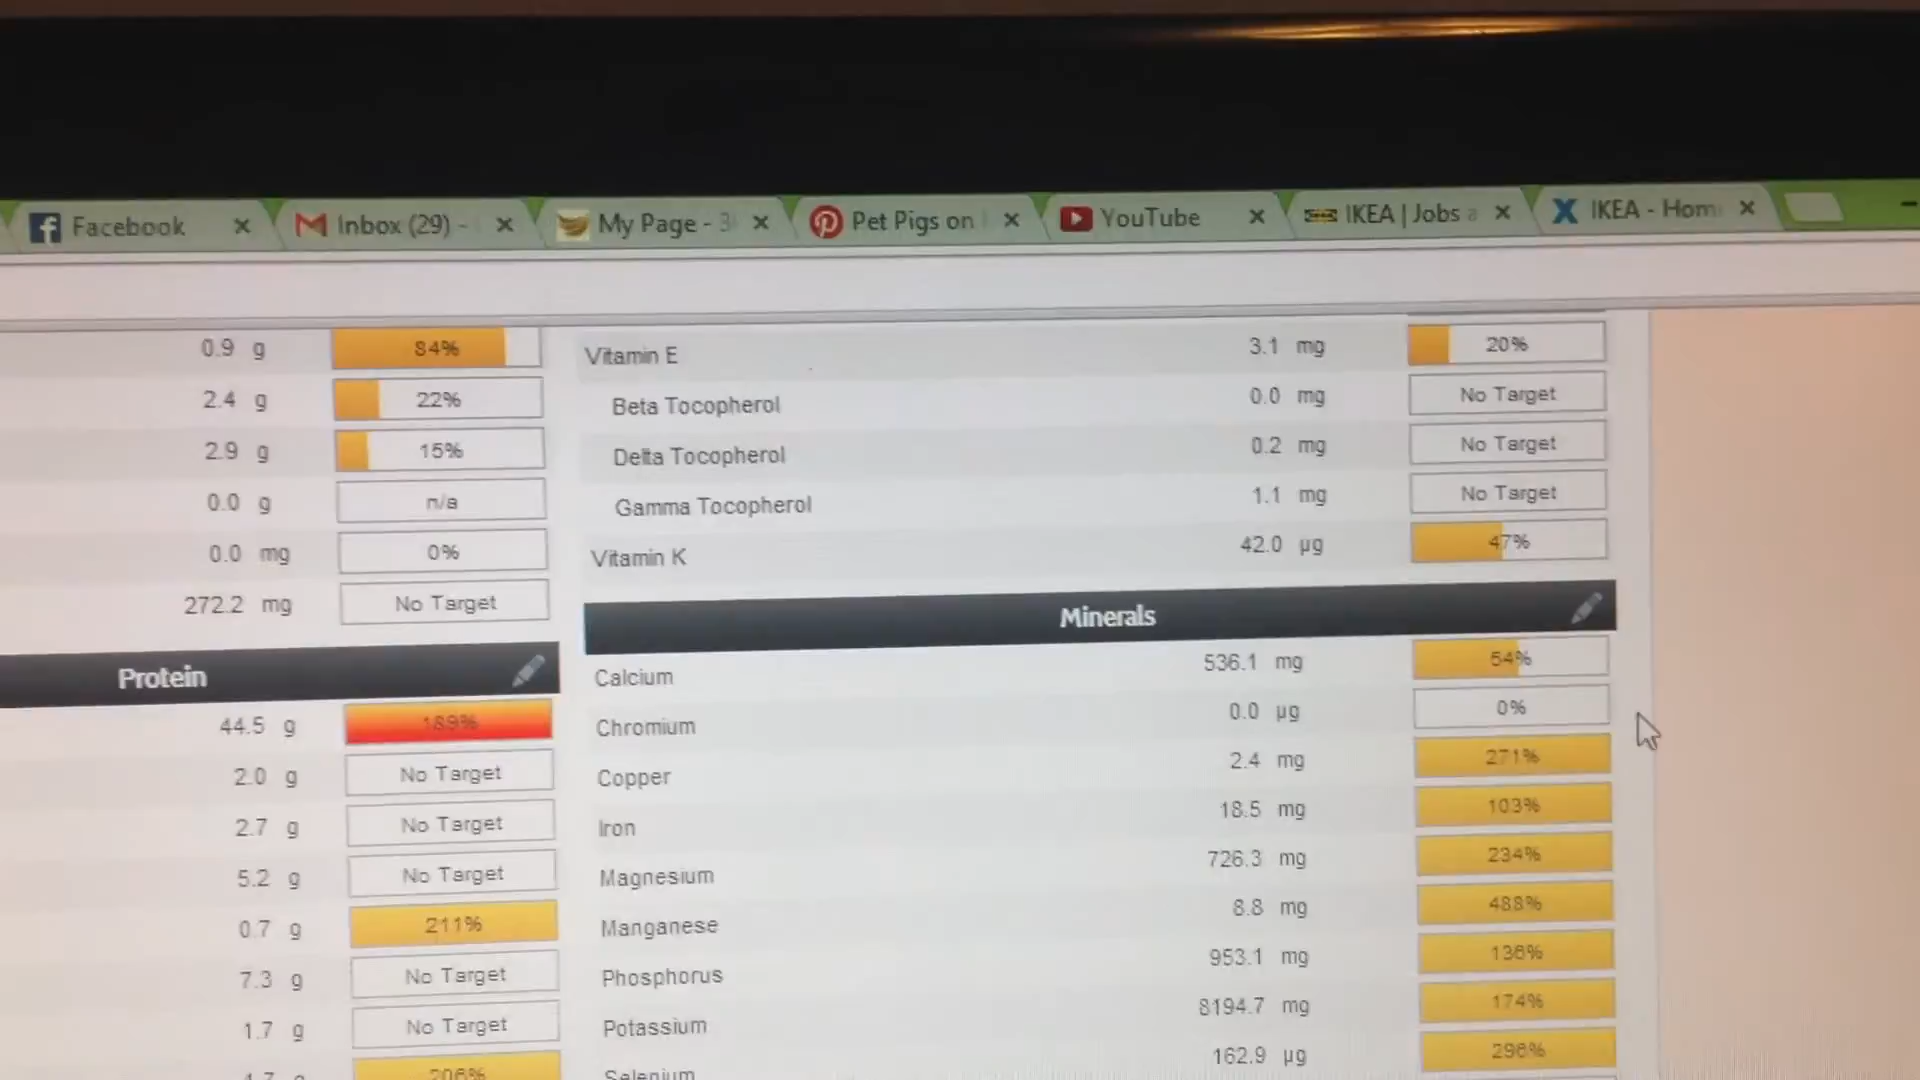 Facebook
Inbox (29) -
My Page - 3
Pet Pigs on
YouTube
IKEA | Jobs a
IKEA - Hom
0.9 g 84%
2.4 g 22%
2.9 g 15%
0.0 g n/a
0.0 mg 0%
272.2 mg No Target
Protein
44.5 g 189%
2.0 g No Target
2.7 g No Target
5.2 g No Target
0.7 g 211%
7.3 g No Target
1.7 g No Target
206%
Vitamin E 3.1 mg 20%
Beta Tocopherol 0.0 mg No Target
Delta Tocopherol 0.2 mg No Target
Gamma Tocopherol 1.1 mg No Target
Vitamin K 42.0 µg 47%
Minerals
Calcium 536.1 mg 54%
Chromium 0.0 µg 0%
Copper 2.4 mg 271%
Iron 18.5 mg 103%
Magnesium 726.3 mg 234%
Manganese 8.8 mg 488%
Phosphorus 953.1 mg 136%
Potassium 8194.7 mg 174%
Selenium 162.9 µg 296%